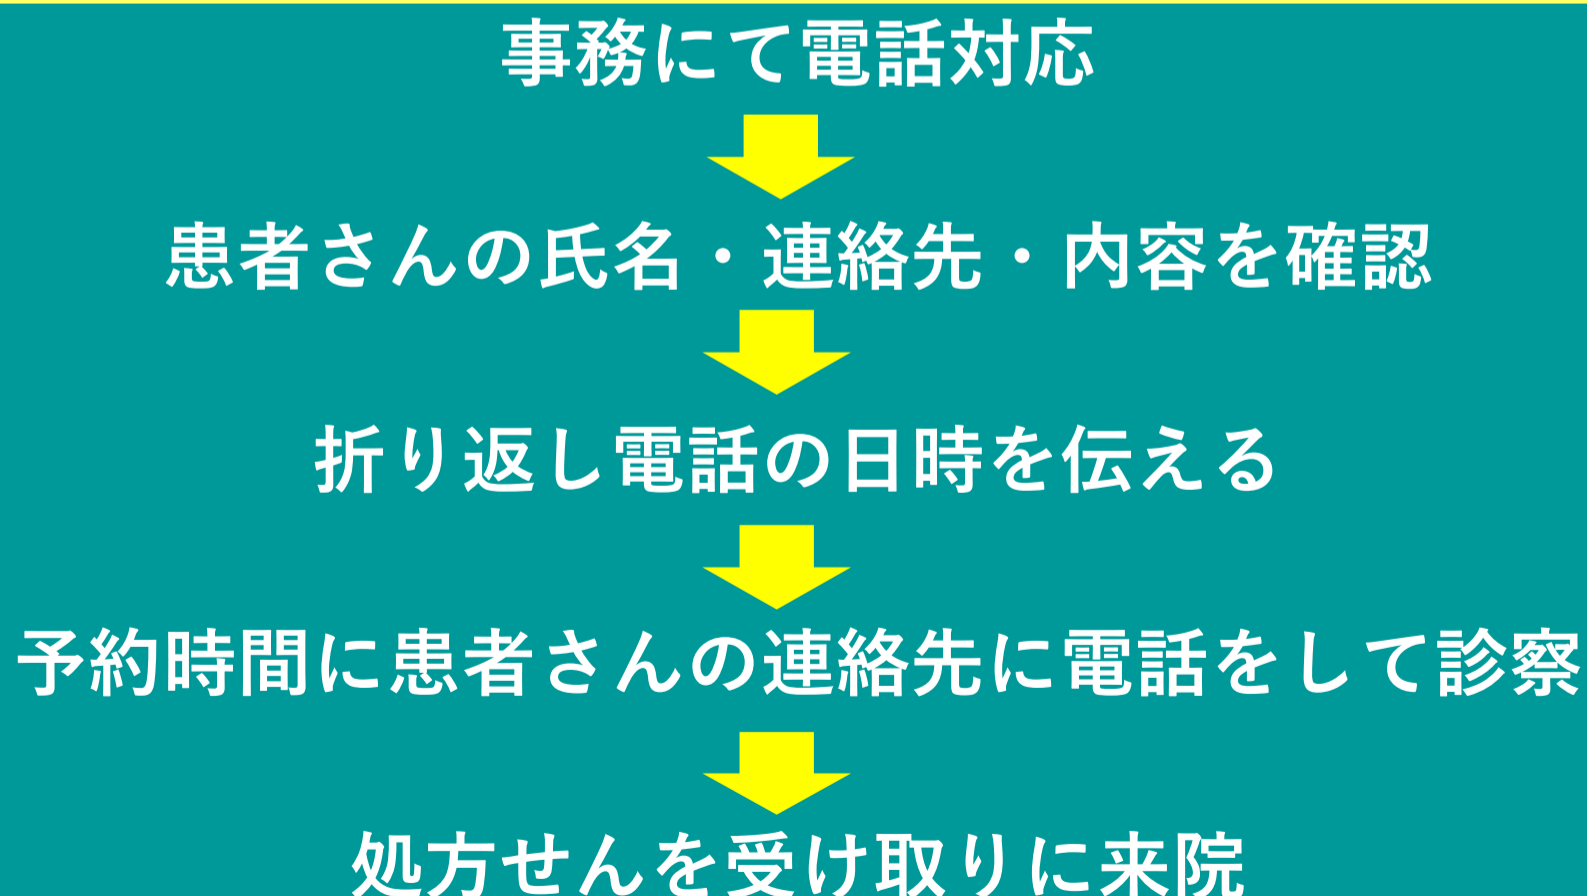 事務にて電話対応
患者さんの氏名・連絡先・内容を確認
折り返し電話の日時を伝える
予約時間に患者さんの連絡先に電話をして診察
処方せんを受け取りに来院